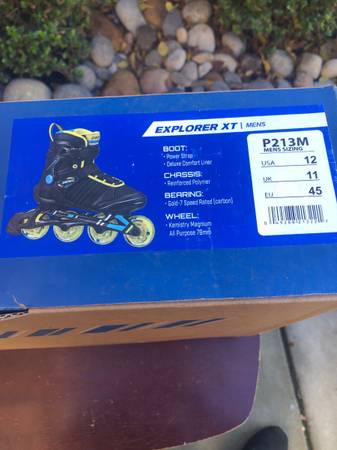 EXPLORER XT | MENS
BOOT:
• Power Strap
• Deluxe Comfort Liner
CHASSIS:
• Reinforced Polymer
BEARING:
• Gold-7 Speed Rated (carbon)
WHEEL:
• Kemistry Magnium
All Purpose 78mm
P213M
MENS SIZING
USA 12
UK 11
EU 45